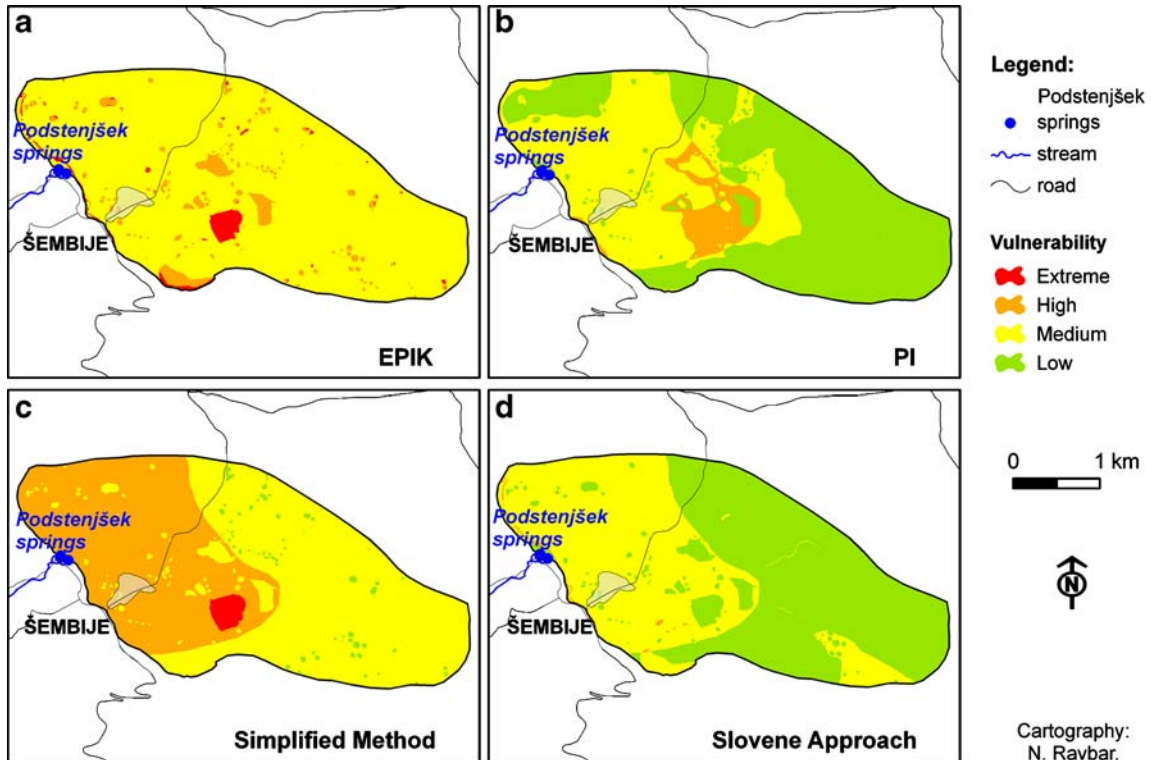 a
Podstenjšek
springs
ŠEMBIJE
EPIK
b
Podstenjšek
springs
ŠEMBIJE
PI
c
Podstenjšek
springs
ŠEMBIJE
Simplified Method
d
Podstenjšek
springs
ŠEMBIJE
Slovene Approach
Legend:
Podstenjšek
springs
stream
road
Vulnerability
Extreme
High
Medium
Low
0 1 km
N
Cartography:
N. Ravbar.